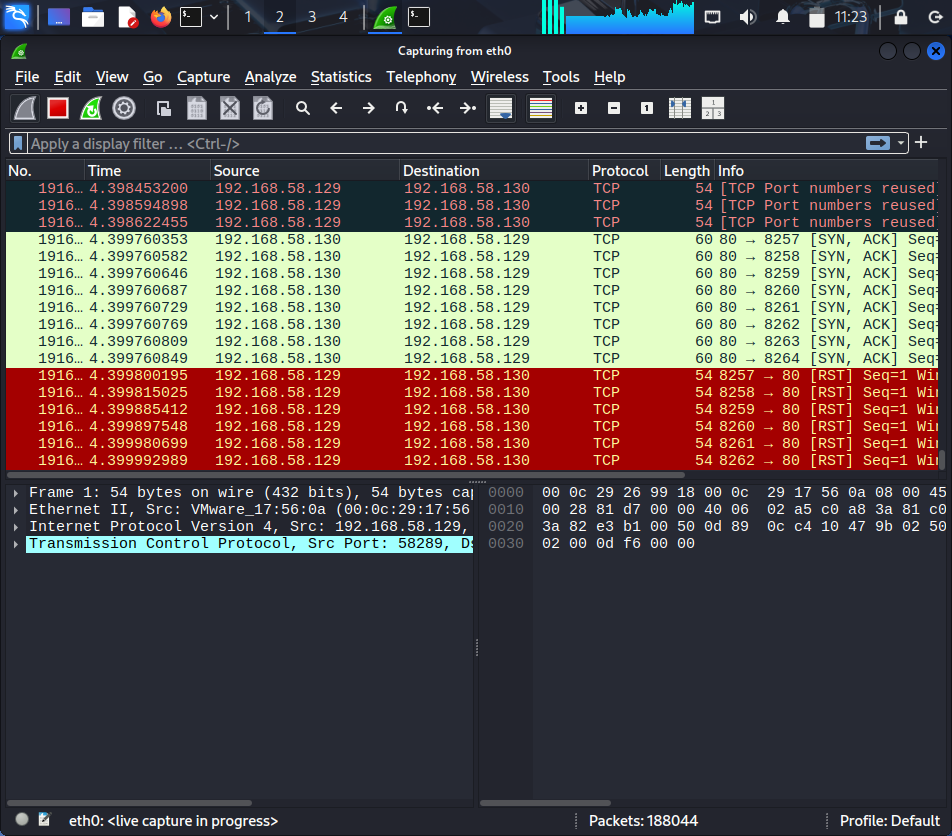 1 2 3 4 11:23
Capturing from eth0
File Edit View Go Capture Analyze Statistics Telephony Wireless Tools Help
Apply a display filter … <Ctrl-/>
No. Time Source Destination Protocol Length Info
1916… 4.398453200 192.168.58.129 192.168.58.130 TCP 54 [TCP Port numbers reused]
1916… 4.398594898 192.168.58.129 192.168.58.130 TCP 54 [TCP Port numbers reused]
1916… 4.398622455 192.168.58.129 192.168.58.130 TCP 54 [TCP Port numbers reused]
1916… 4.399760353 192.168.58.130 192.168.58.129 TCP 60 80 → 8257 [SYN, ACK] Seq=
1916… 4.399760582 192.168.58.130 192.168.58.129 TCP 60 80 → 8258 [SYN, ACK] Seq=
1916… 4.399760646 192.168.58.130 192.168.58.129 TCP 60 80 → 8259 [SYN, ACK] Seq=
1916… 4.399760687 192.168.58.130 192.168.58.129 TCP 60 80 → 8260 [SYN, ACK] Seq=
1916… 4.399760729 192.168.58.130 192.168.58.129 TCP 60 80 → 8261 [SYN, ACK] Seq=
1916… 4.399760769 192.168.58.130 192.168.58.129 TCP 60 80 → 8262 [SYN, ACK] Seq=
1916… 4.399760809 192.168.58.130 192.168.58.129 TCP 60 80 → 8263 [SYN, ACK] Seq=
1916… 4.399760849 192.168.58.130 192.168.58.129 TCP 60 80 → 8264 [SYN, ACK] Seq=
1916… 4.399800195 192.168.58.129 192.168.58.130 TCP 54 8257 → 80 [RST] Seq=1 Win
1916… 4.399815025 192.168.58.129 192.168.58.130 TCP 54 8258 → 80 [RST] Seq=1 Win
1916… 4.399885412 192.168.58.129 192.168.58.130 TCP 54 8259 → 80 [RST] Seq=1 Win
1916… 4.399897548 192.168.58.129 192.168.58.130 TCP 54 8260 → 80 [RST] Seq=1 Win
1916… 4.399980699 192.168.58.129 192.168.58.130 TCP 54 8261 → 80 [RST] Seq=1 Win
1916… 4.399992989 192.168.58.129 192.168.58.130 TCP 54 8262 → 80 [RST] Seq=1 Win
Frame 1: 54 bytes on wire (432 bits), 54 bytes cap
Ethernet II, Src: VMware_17:56:0a (00:0c:29:17:56
Internet Protocol Version 4, Src: 192.168.58.129,
Transmission Control Protocol, Src Port: 58289, Ds
0000 00 0c 29 26 99 18 00 0c 29 17 56 0a 08 00 45
0010 00 28 81 d7 00 00 40 06 02 a5 c0 a8 3a 81 c0
0020 3a 82 e3 b1 00 50 0d 89 0c c4 10 47 9b 02 50
0030 02 00 0d f6 00 00
eth0: <live capture in progress> Packets: 188044 Profile: Default